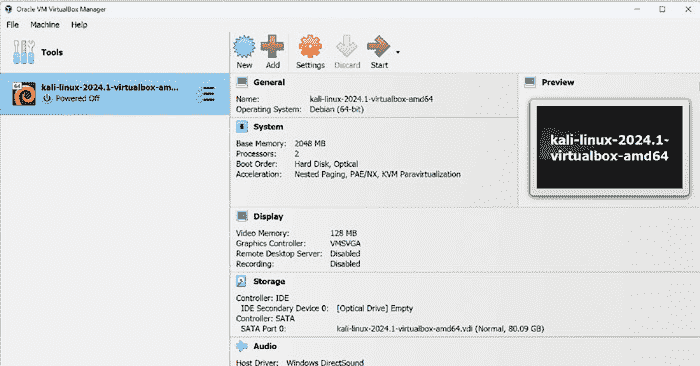 Oracle VM VirtualBox Manager
File Machine Help
Tools
New Add Settings Discard Start
64
kali-linux-2024.1-virtualbox-am...
Powered Off
General
Name: kali-linux-2024.1-virtualbox-amd64
Operating System: Debian (64-bit)
System
Base Memory: 2048 MB
Processors: 2
Boot Order: Hard Disk, Optical
Acceleration: Nested Paging, PAE/NX, KVM Paravirtualization
Preview
kali-linux-2024.1-
virtualbox-amd64
Display
Video Memory: 128 MB
Graphics Controller: VMSVGA
Remote Desktop Server: Disabled
Recording: Disabled
Storage
Controller: IDE
IDE Secondary Device 0: [Optical Drive] Empty
Controller: SATA
SATA Port 0: kali-linux-2024.1-virtualbox-amd64.vdi (Normal, 80.09 GB)
Audio
Host Driver: Windows DirectSound